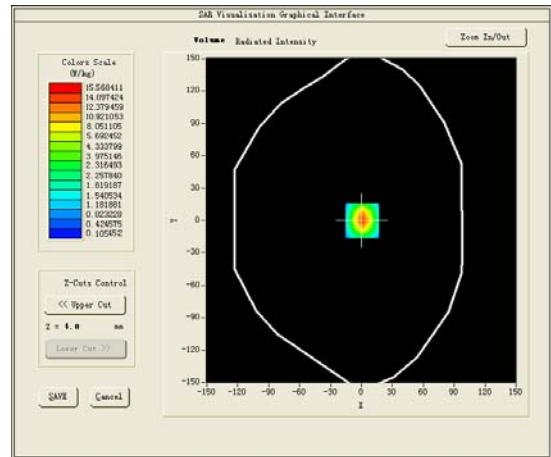 SAR Visualisation Graphical Interface
Volume Radiated Intensity
Zoom In/Out
Colors Scale
(W/kg)
15.560411
14.097424
12.379459
10.921053
8.051105
5.692452
4.333799
3.975146
2.316493
2.257840
1.819187
1.540534
1.181881
0.823228
0.424575
0.105452
Z-Cuts Control
<< Upper Cut
Z = 4.0 mm
Lower Cut >>
SAVE
Cancel
150
120
90
60
30
0
-30
-60
-90
-120
-150
-150 -120 -90 -60 -30 0 30 60 90 120 150
X